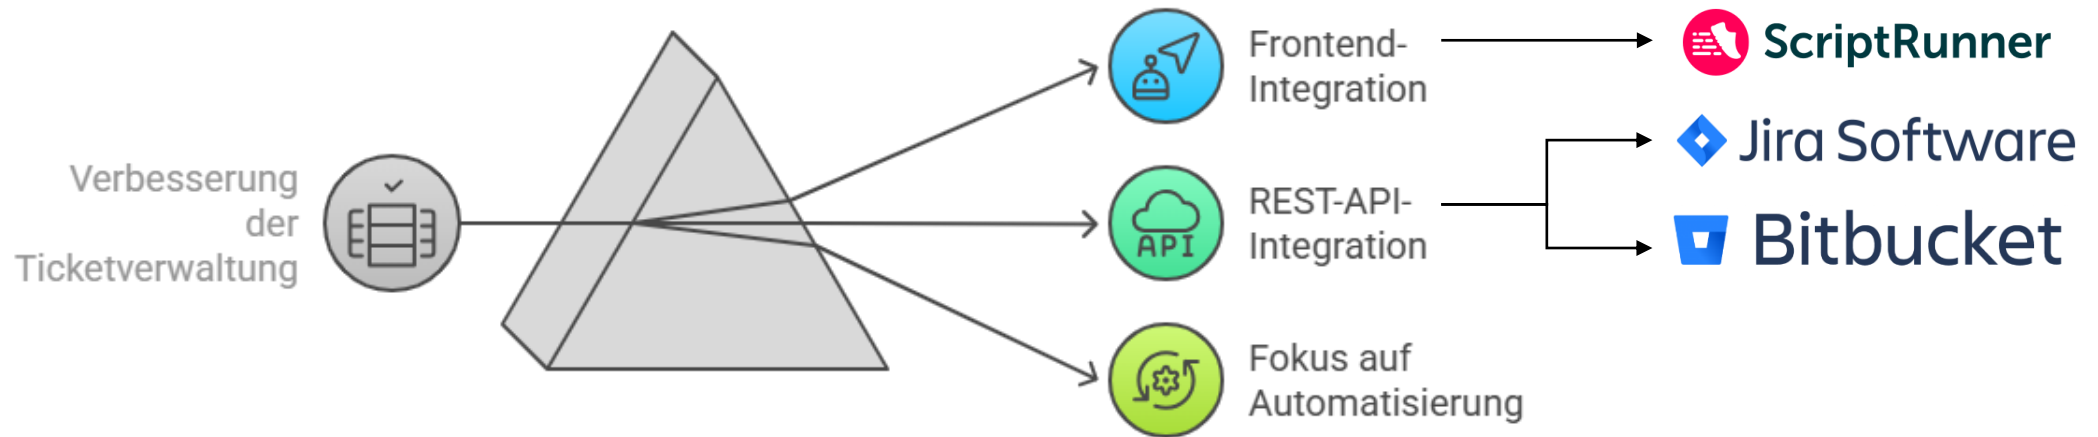 Verbesserung
der
Ticketverwaltung
Frontend-
Integration
ScriptRunner
REST-API-
Integration
API
Jira Software
Bitbucket
Fokus auf
Automatisierung